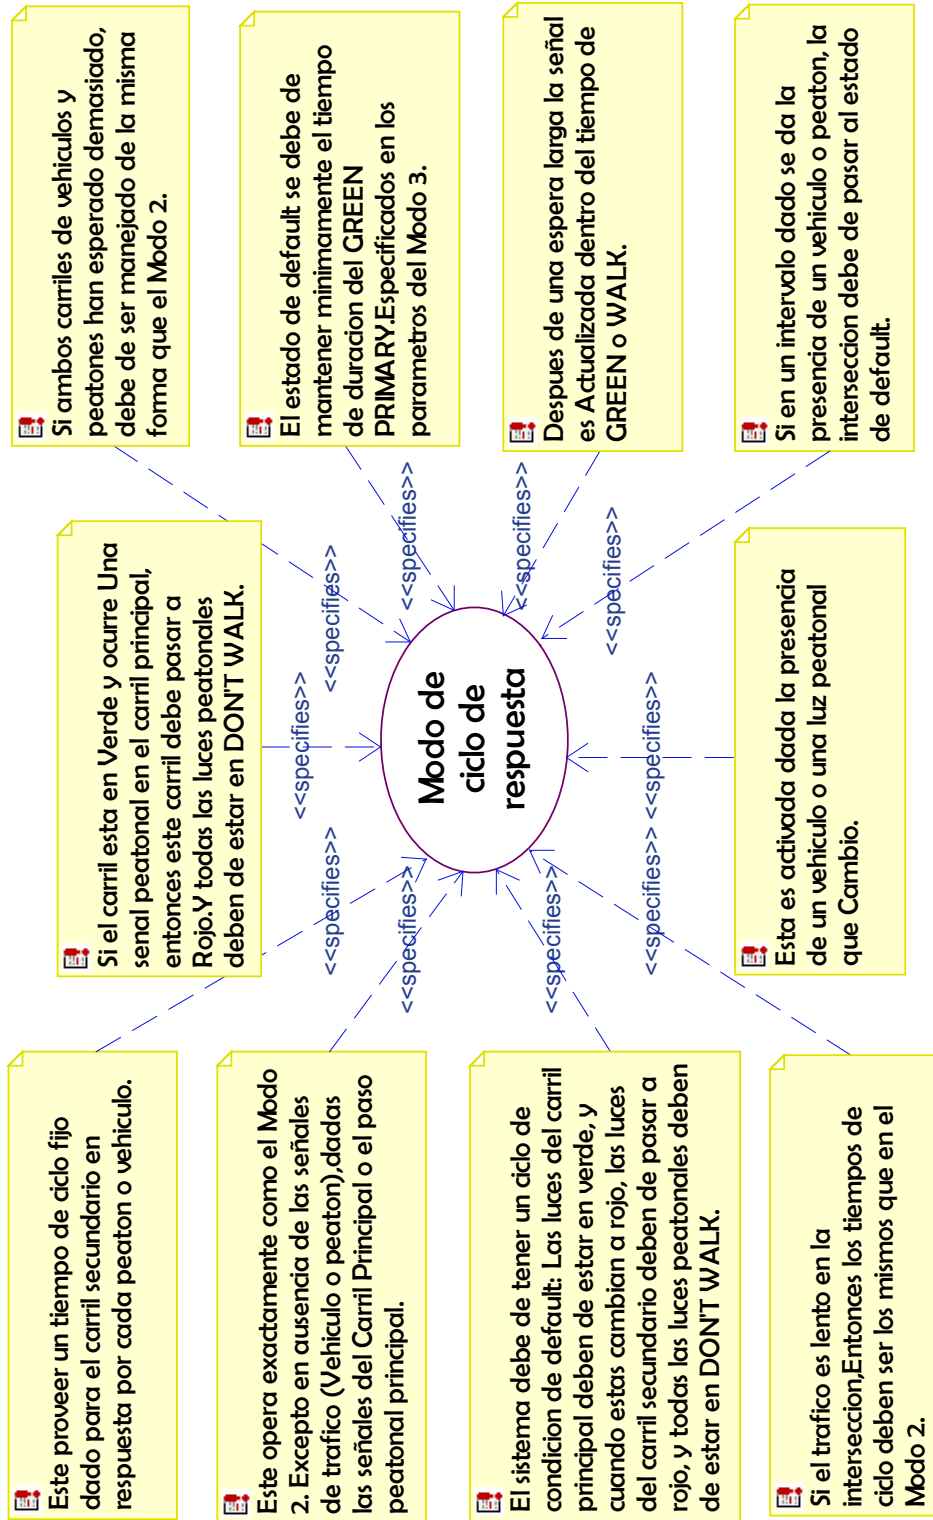 Este proveer un tiempo de ciclo fijo
dado para el carril secundario en
respuesta por cada peaton o vehiculo.
Si el carril esta en Verde y ocurre Una
senal peatonal en el carril principal,
entonces este carril debe pasar a
Rojo.Y todas las luces peatonales
deben de estar en DON'T WALK.
Si ambos carriles de vehiculos y
peatones han esperado demasiado,
debe de ser manejado de la misma
forma que el Modo 2.
Este opera exactamente como el Modo
2. Excepto en ausencia de las señales
de trafico (Vehiculo o peaton),dadas
las señales del Carril Principal o el paso
peatonal principal.
El estado de default se debe de
mantener minimamente el tiempo
de duracion del GREEN
PRIMARY.Especificados en los
parametros del Modo 3.
<<specifies>>
<<specifies>>
<<specifies>>
<<specifies>>
<<specifies>>
Modo de
ciclo de
respuesta
<<specifies>>
<<specifies>>
<<specifies>>
<<specifies>>
<<specifies>>
El sistema debe de tener un ciclo de
condicion de default: Las luces del carril
principal deben de estar en verde, y
cuando estas cambian a rojo, las luces
del carril secundario deben de pasar a
rojo, y todas las luces peatonales deben
de estar en DON'T WALK.
Despues de una espera larga la señal
es Actualizada dentro del tiempo de
GREEN o WALK.
Si el trafico es lento en la
interseccion,Entonces los tiempos de
ciclo deben ser los mismos que en el
Modo 2.
Esta es activada dada la presencia
de un vehiculo o una luz peatonal
que Cambio.
Si en un intervalo dado se da la
presencia de un vehiculo o peaton, la
interseccion debe de pasar al estado
de default.